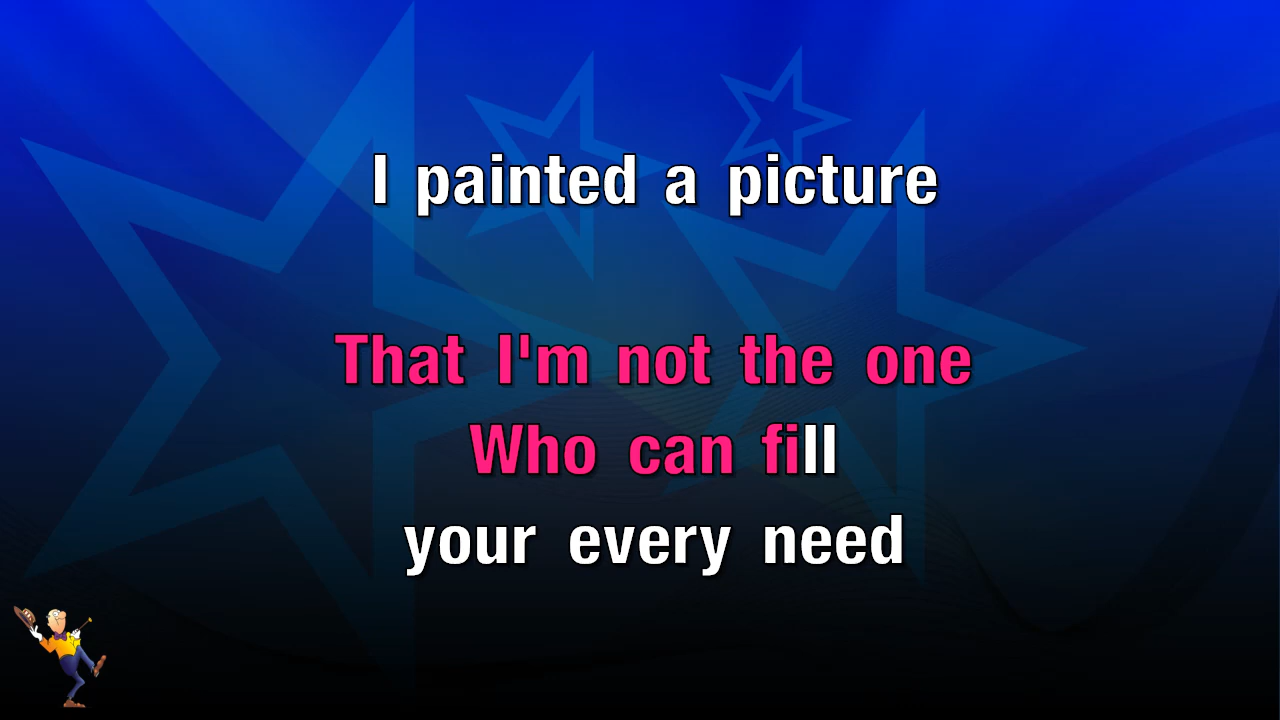 I painted a picture
That I'm not the one
Who can fill
your every need